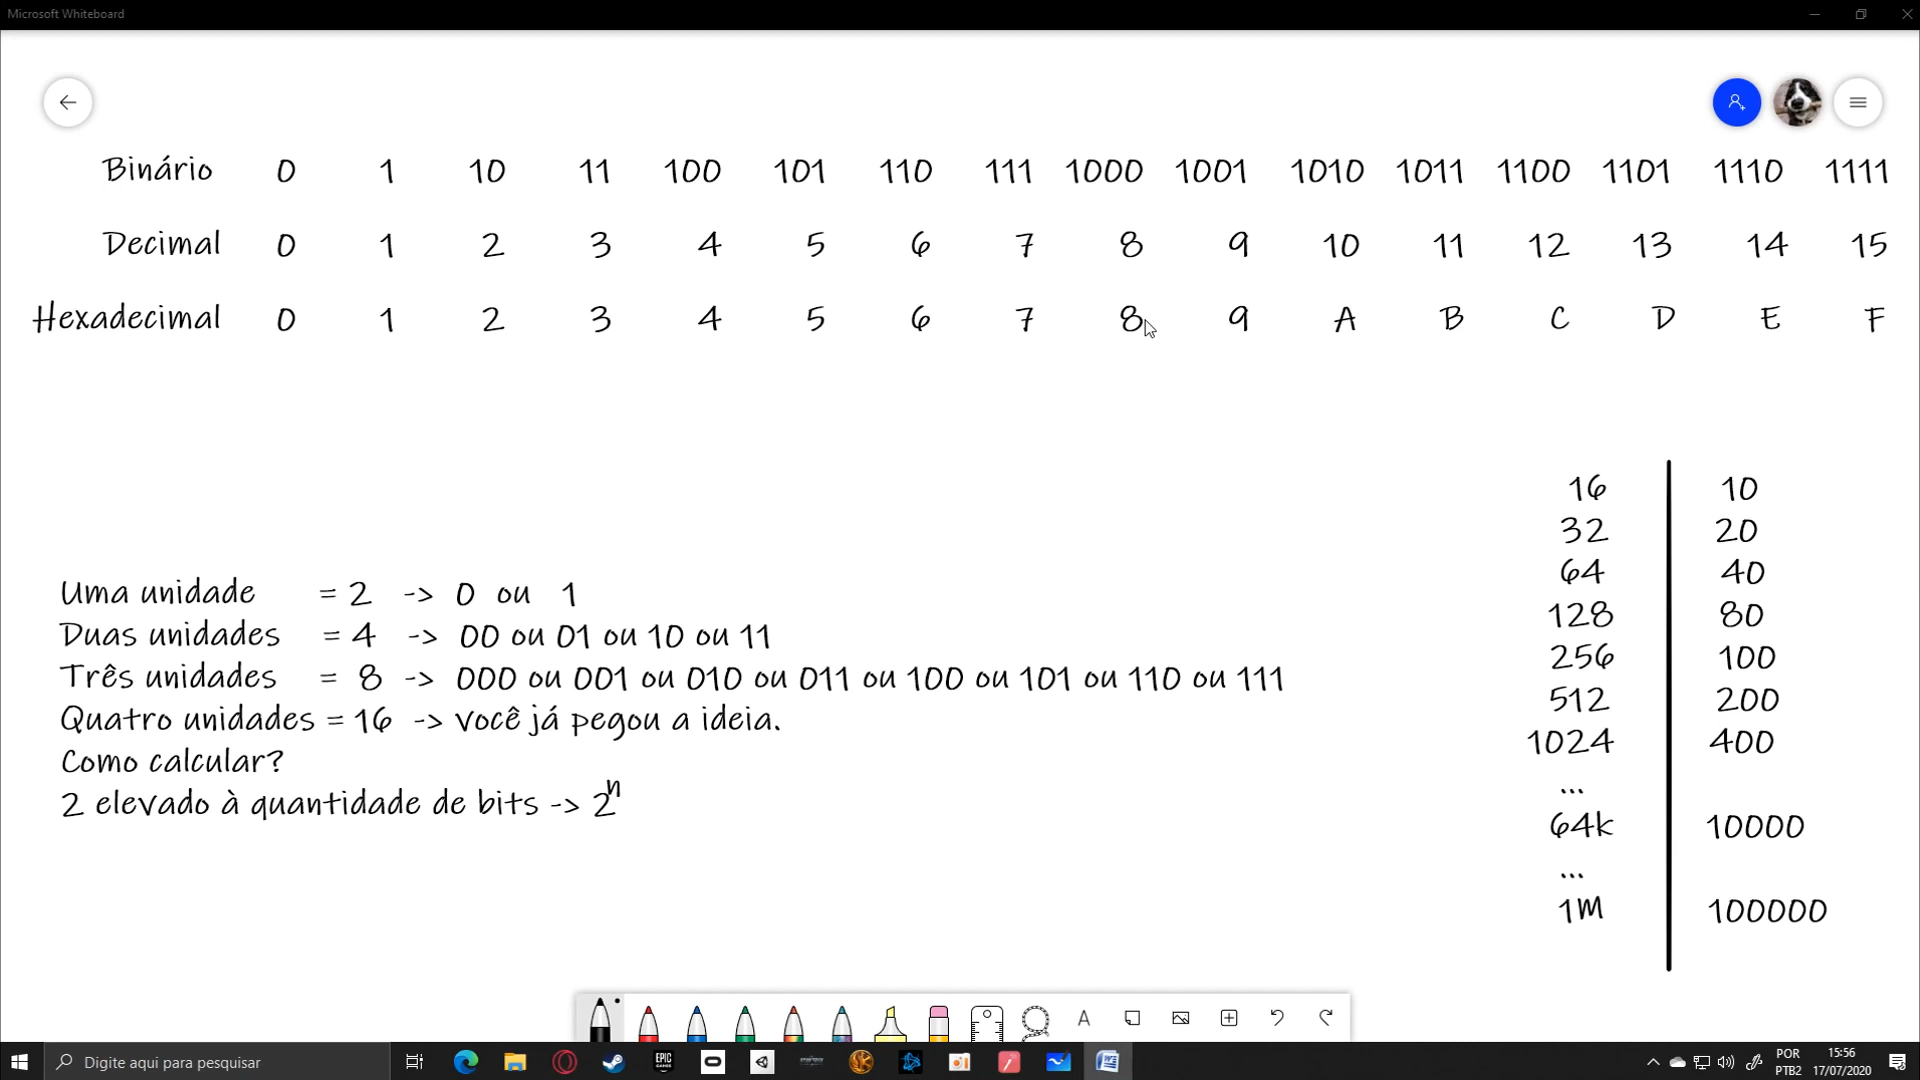 Microsoft Whiteboard
Binário 0 1 10 11 100 101 110 111 1000 1001 1010 1011 1100 1101 1110 1111
Decimal 0 1 2 3 4 5 6 7 8 9 10 11 12 13 14 15
Hexadecimal 0 1 2 3 4 5 6 7 8 9 A B C D E F
Uma unidade = 2 -> 0 ou 1
Duas unidades = 4 -> 00 ou 01 ou 10 ou 11
Três unidades = 8 -> 000 ou 001 ou 010 ou 011 ou 100 ou 101 ou 110 ou 111
Quatro unidades = 16 -> você já pegou a ideia.
Como calcular?
2 elevado à quantidade de bits -> 2ⁿ
16 10
32 20
64 40
128 80
256 100
512 200
1024 400
...
64k 10000
...
1M 100000
A
Digite aqui para pesquisar
EPIC GAMES
POR
PTB2
15:56
17/07/2020